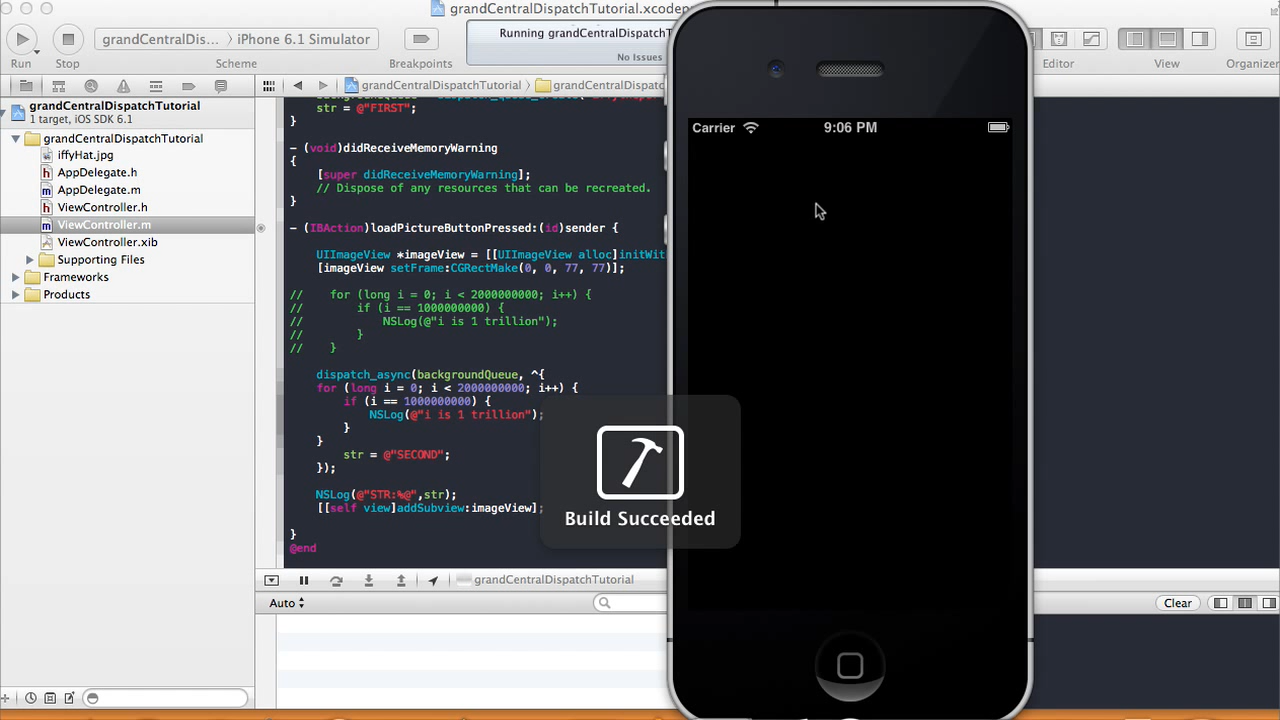 grandCentralDispatchTutorial.xcodep
grandCentralDis... iPhone 6.1 Simulator
Running grandCentralDispatchT
No Issues
Run Stop Scheme Breakpoints Editor View Organizer
grandCentralDispatchTutorial
1 target, iOS SDK 6.1
grandCentralDispatchTutorial
iffyHat.jpg
AppDelegate.h
AppDelegate.m
ViewController.h
ViewController.m
ViewController.xib
Supporting Files
Frameworks
Products
grandCentralDispatchTutorial grandCentralDispatc
str = @"FIRST";
}
- (void)didReceiveMemoryWarning
{
[super didReceiveMemoryWarning];
// Dispose of any resources that can be recreated.
}
- (IBAction)loadPictureButtonPressed:(id)sender {
UIImageView *imageView = [[UIImageView alloc]initWit
[imageView setFrame:CGRectMake(0, 0, 77, 77)];
// for (long i = 0; i < 2000000000; i++) {
// if (i == 1000000000) {
// NSLog(@"i is 1 trillion");
// }
// }
dispatch_async(backgroundQueue, ^{
for (long i = 0; i < 2000000000; i++) {
if (i == 1000000000) {
NSLog(@"i is 1 trillion");
}
}
str = @"SECOND";
});
NSLog(@"STR:%@",str);
[[self view]addSubview:imageView];
}
@end
grandCentralDispatchTutorial
Auto
Clear
Carrier 9:06 PM
Build Succeeded